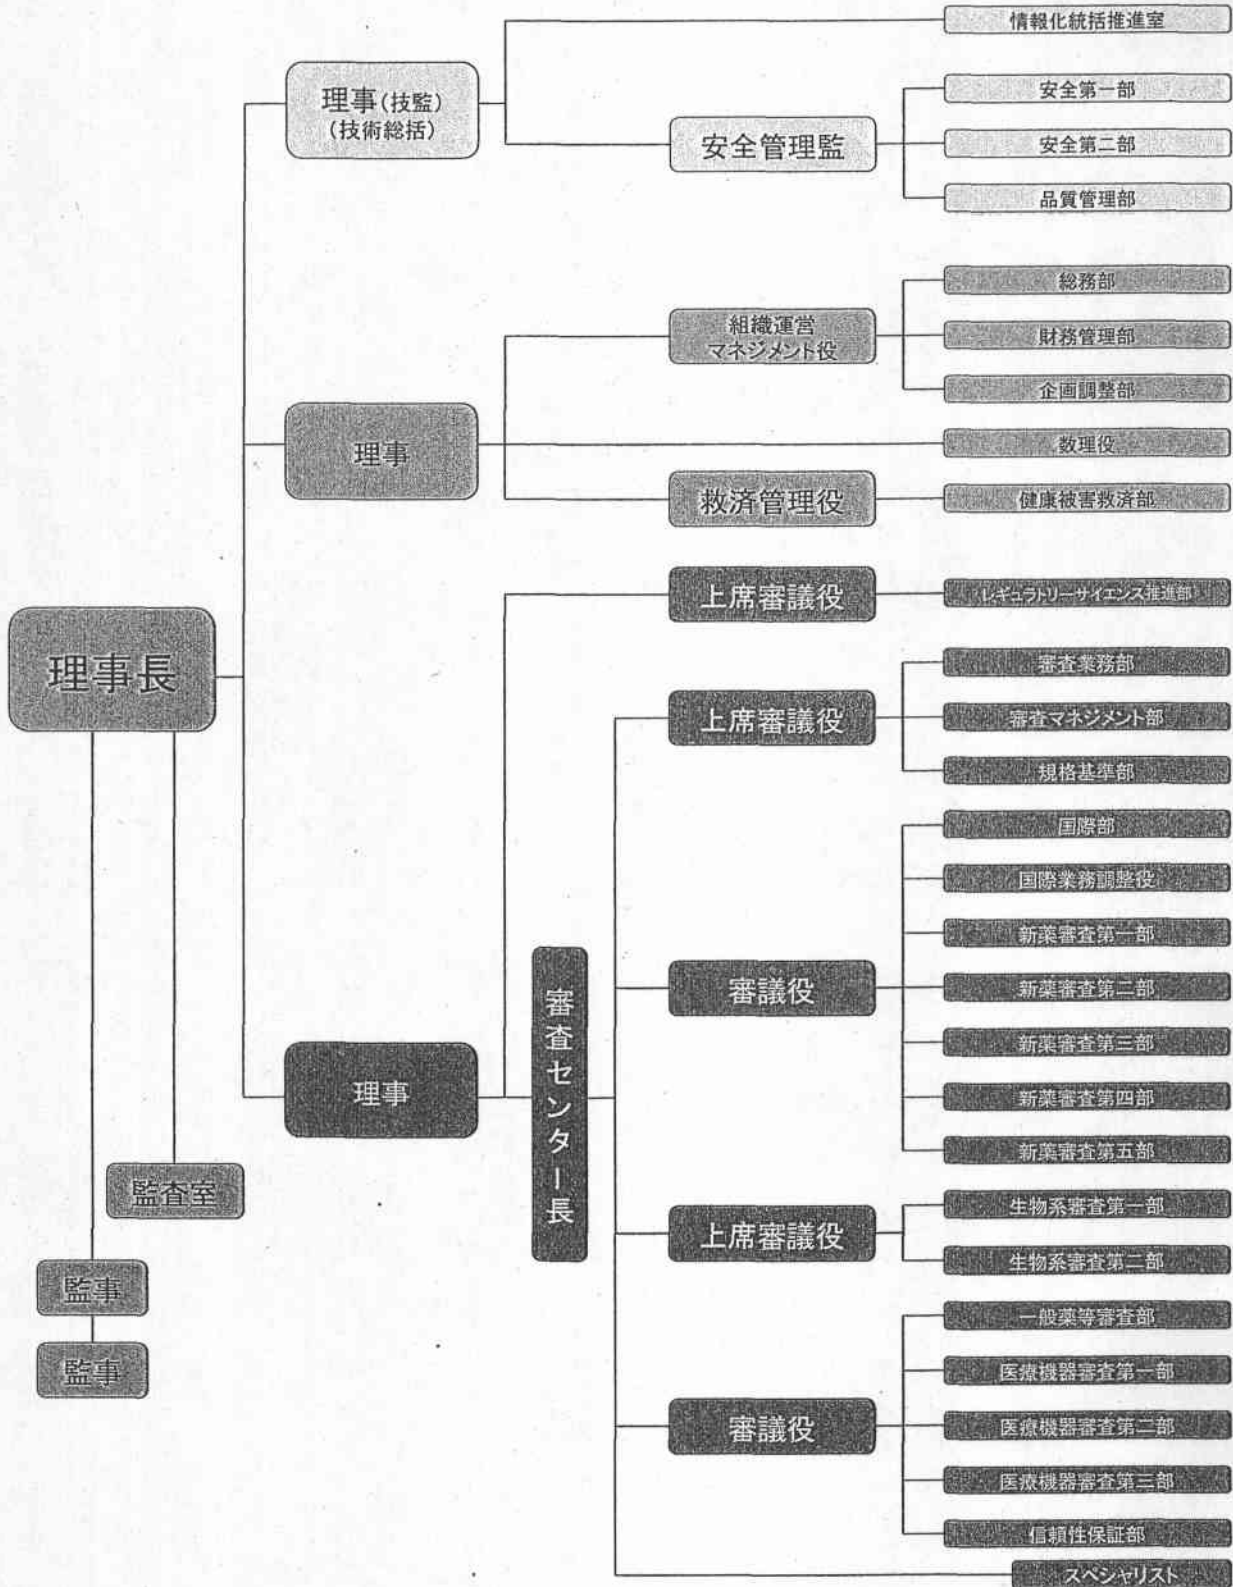 情報化統括推進室
理事(技監)
(技術総括)
安全第一部
安全管理監
安全第二部
品質管理部
総務部
組織運営
マネジメント役
財務管理部
企画調整部
理事
数理役
救済管理役
健康被害救済部
上席審議役
レギュラトリーサイエンス推進部
理事長
審査業務部
上席審議役
審査マネジメント部
規格基準部
国際部
国際業務調整役
新薬審査第一部
審議役
新薬審査第二部
新薬審査第三部
理事
審査センター長
新薬審査第四部
新薬審査第五部
監査室
生物系審査第一部
上席審議役
生物系審査第二部
監事
監事
一般薬等審査部
医療機器審査第一部
審議役
医療機器審査第二部
医療機器審査第三部
信頼性保証部
スペシャリスト